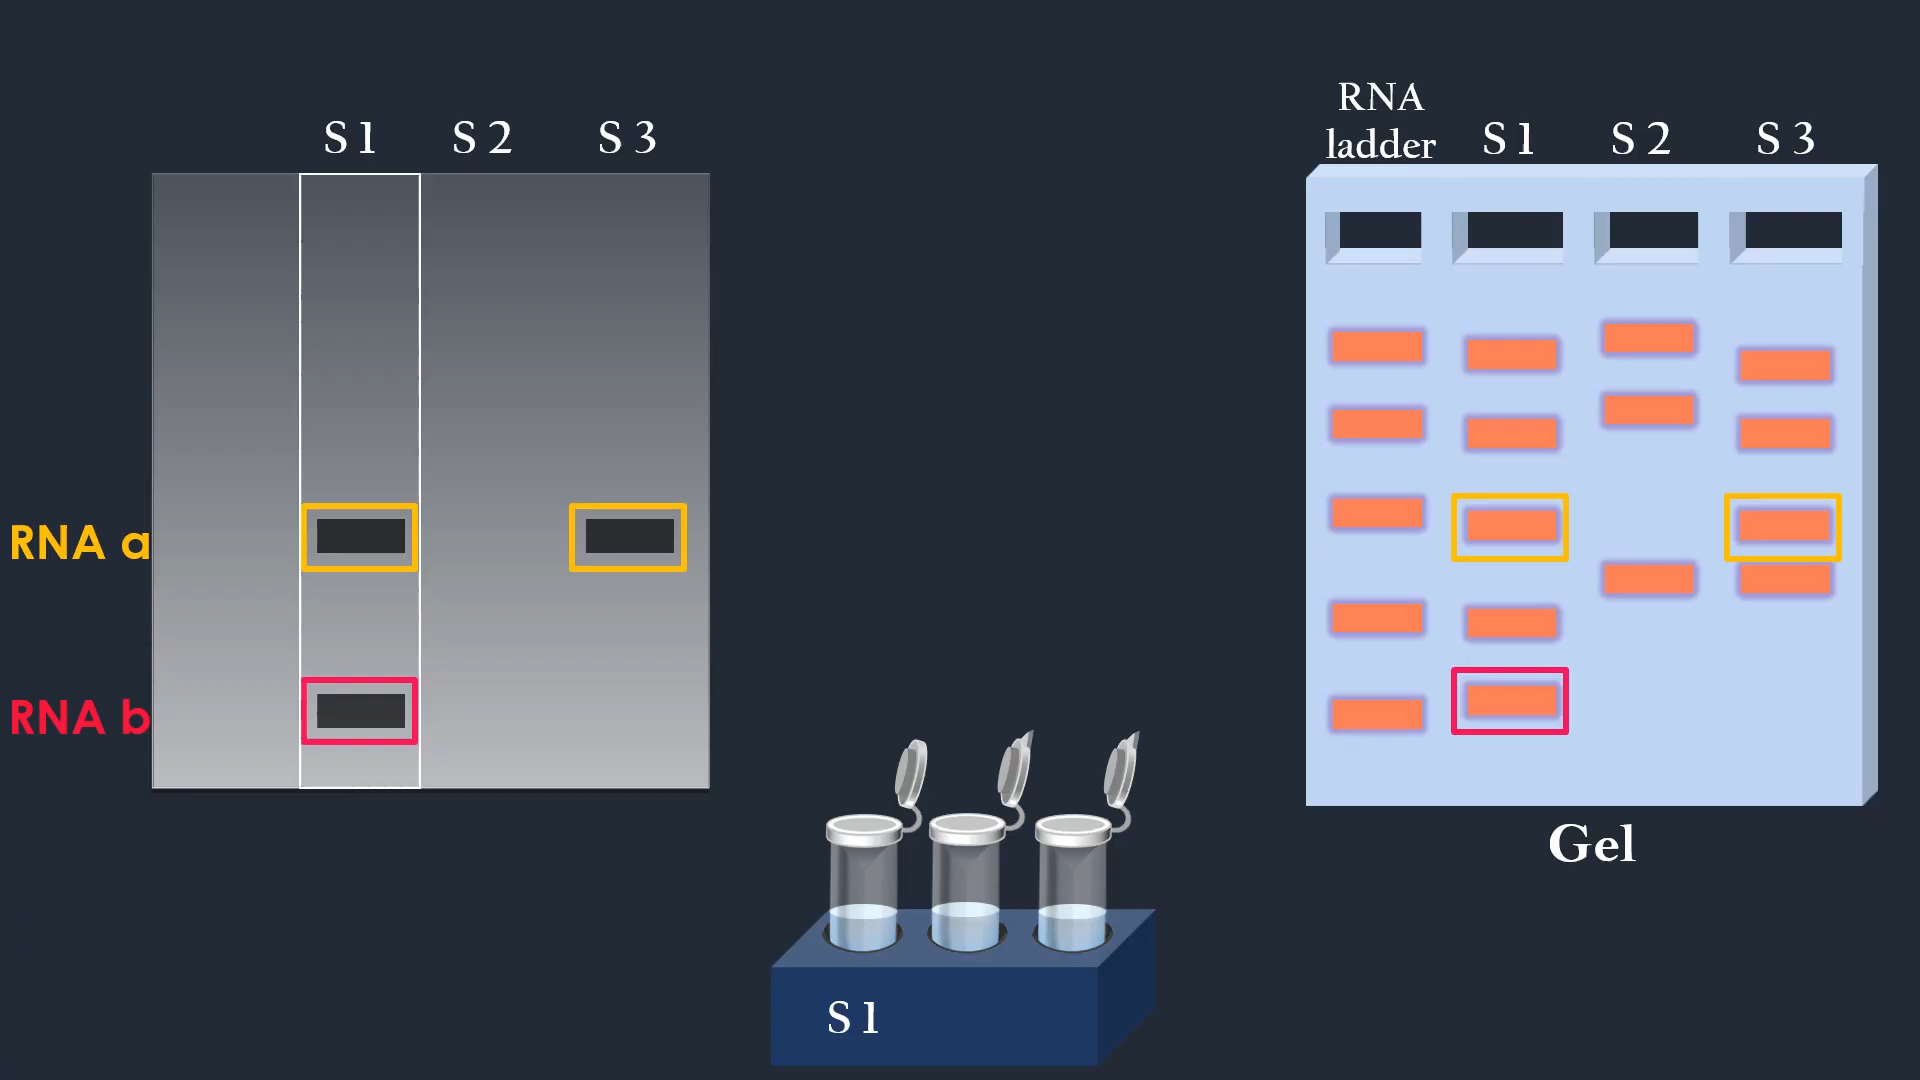 S 1 S 2 S 3
RNA a
RNA b
RNA
ladder
S 1 S 2 S 3
Gel
S 1